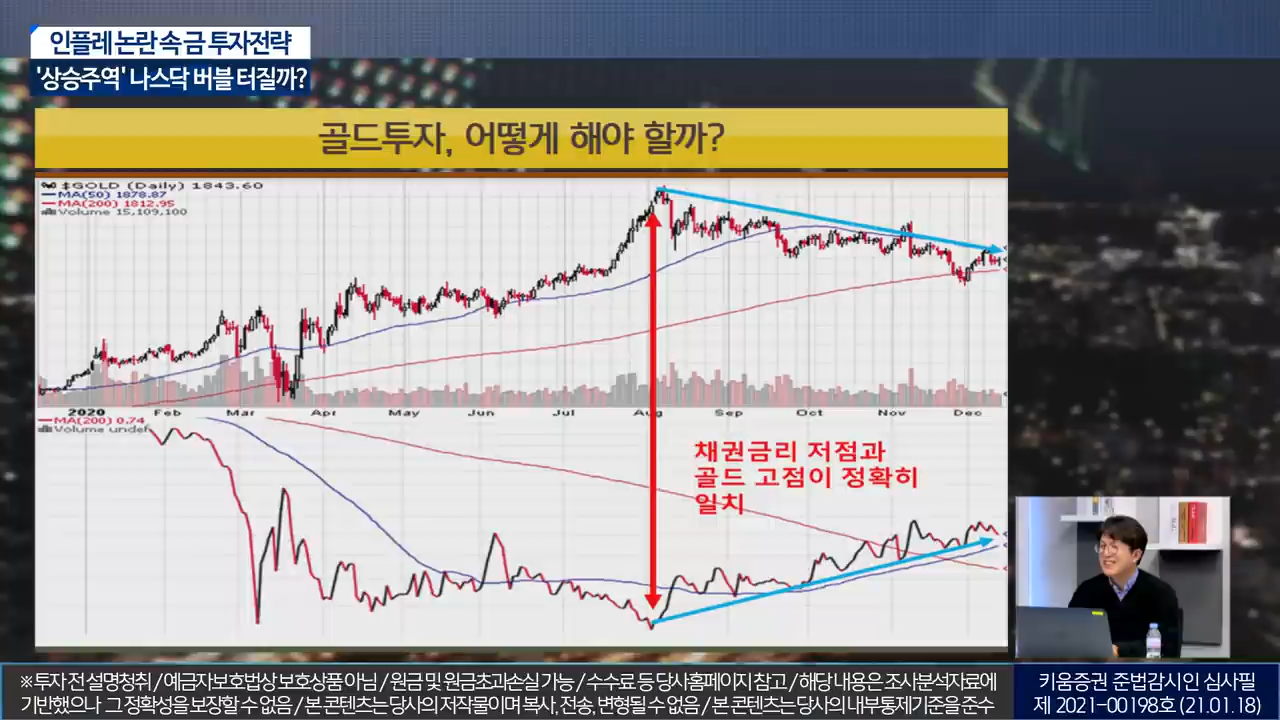 인플레 논란 속 금 투자전략
'상승주역' 나스닥 버블 터질까?
골드투자, 어떻게 해야 할까?
$GOLD (Daily) 1843.60
MA(50) 1878.87
MA(200) 1812.95
Volume 15,109,100
2020 Feb Mar Apr May Jun Jul Aug Sep Oct Nov Dec
MA(200) 0.74
Volume undef
채권금리 저점과
골드 고점이 정확히
일치
※ 투자 전 설명청취 / 예금자보호법상 보호상품 아님 / 원금 및 원금초과손실 가능 / 수수료 등 당사홈페이지 참고 / 해당 내용은 조사분석자료에
기반했으나 그 정확성을 보장할 수 없음 / 본 콘텐츠는 당사의 저작물이며 복사, 전송, 변형될 수 없음 / 본 콘텐츠는 당사의 내부통제기준을 준수
키움증권 준법감시인 심사필
제 2021-00198호 (21.01.18)